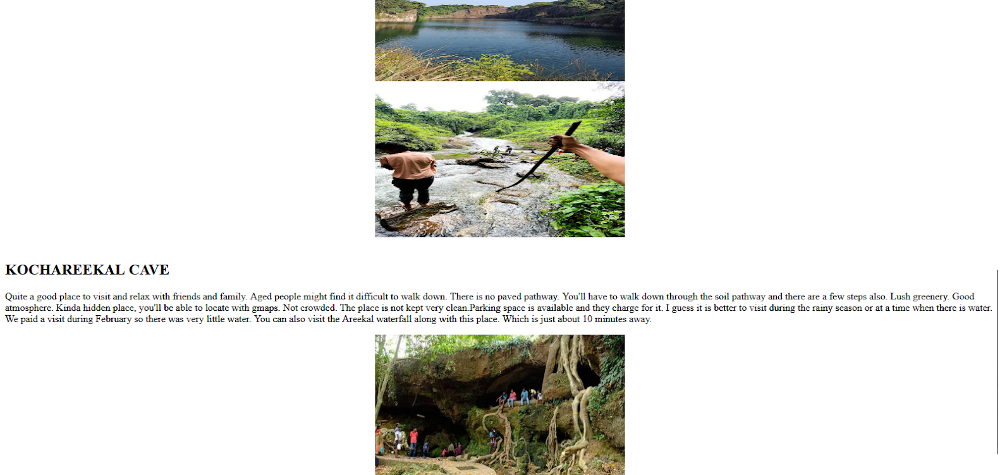 KOCHAREEKAL CAVE
Quite a good place to visit and relax with friends and family. Aged people might find it difficult to walk down. There is no paved pathway. You'll have to walk down through the soil pathway and there are a few steps also. Lush greenery. Good
atmosphere. Kinda hidden place, you'll be able to locate with gmaps. Not crowded. The place is not kept very clean.Parking space is available and they charge for it. I guess it is better to visit during the rainy season or at a time when there is water.
We paid a visit during February so there was very little water. You can also visit the Areekal waterfall along with this place. Which is just about 10 minutes away.